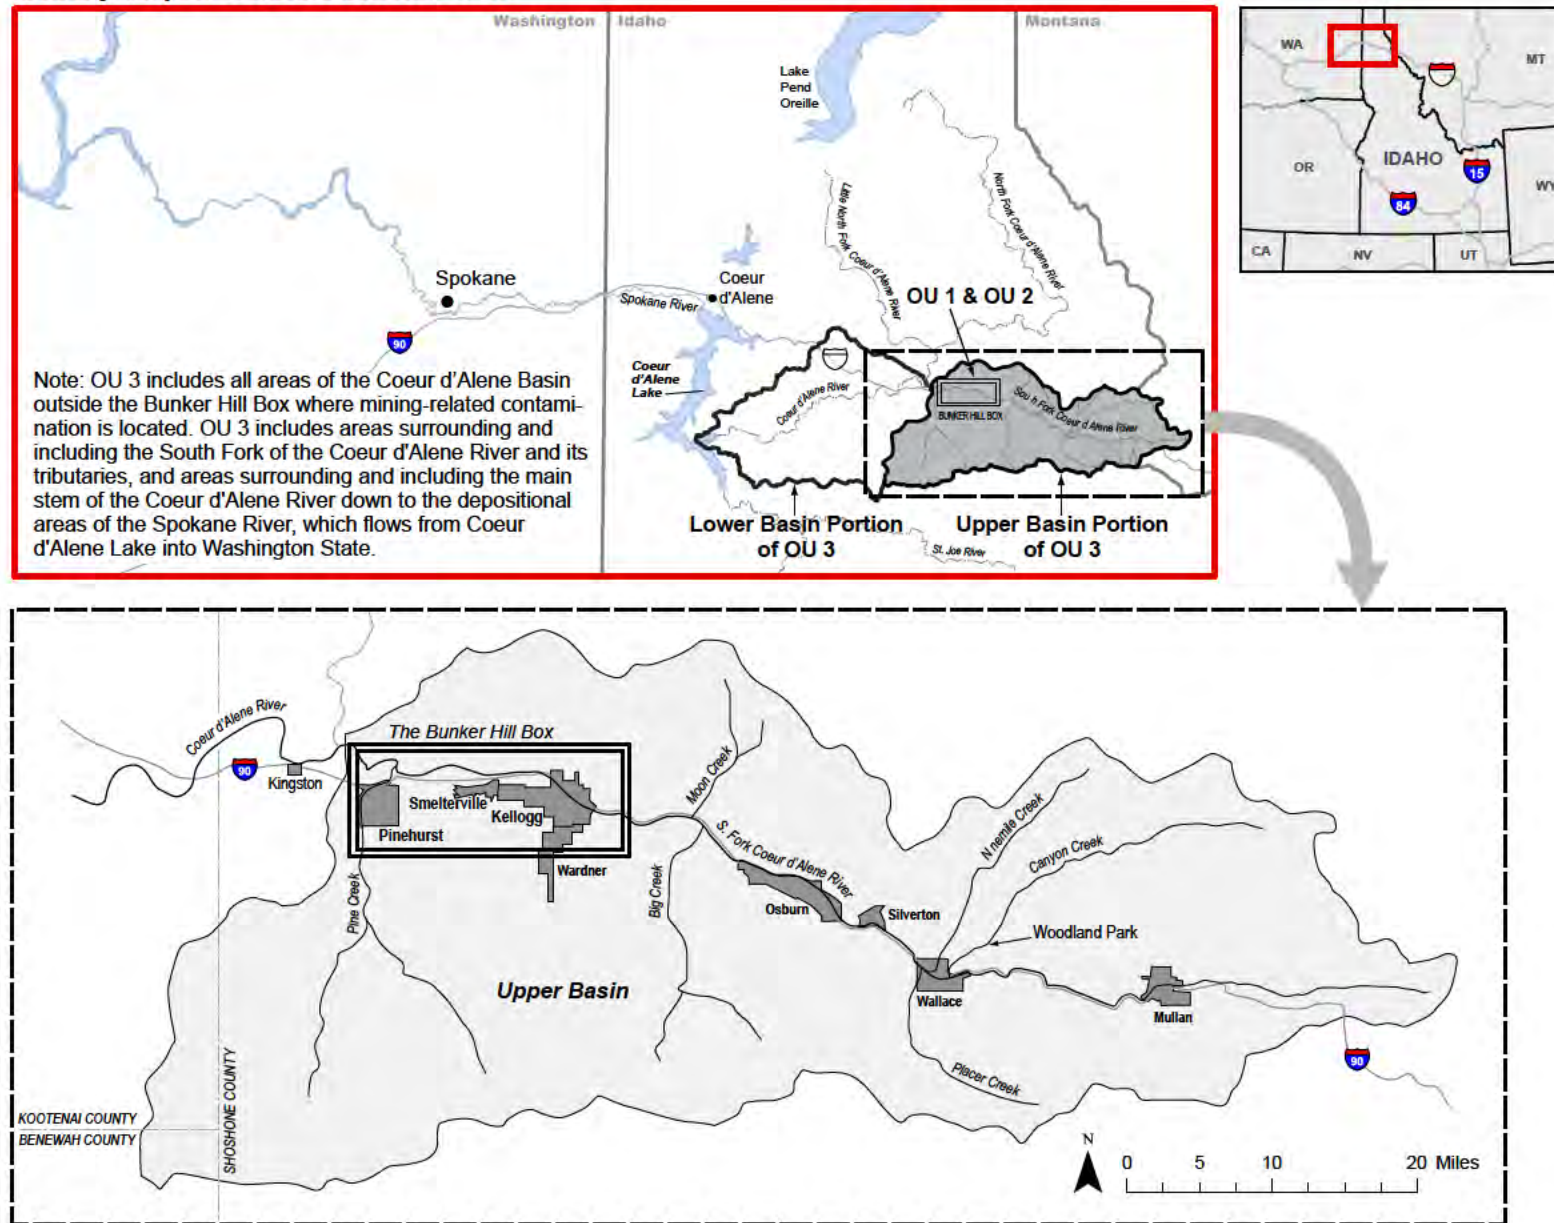 Washington
Idaho
Montana
Lake
Pend
Oreille
Little North Fork Coeur d'Alene River
North Fork Coeur d'Alene River
Spokane
Coeur
d'Alene
Spokane River
90
OU 1 & OU 2
Coeur
d'Alene
Lake
Coeur d'Alene River
BUNKER HILL BOX
Sou h Fork Coeur d'Alene River
Note: OU 3 includes all areas of the Coeur d'Alene Basin
outside the Bunker Hill Box where mining-related contami-
nation is located. OU 3 includes areas surrounding and
including the South Fork of the Coeur d'Alene River and its
tributaries, and areas surrounding and including the main
stem of the Coeur d'Alene River down to the depositional
areas of the Spokane River, which flows from Coeur
d'Alene Lake into Washington State.
Lower Basin Portion
of OU 3
Upper Basin Portion
of OU 3
St. Joe River
WA
MT
OR
IDAHO
15
84
WY
CA
NV
UT
Coeur d'Alene River
90
Kingston
The Bunker Hill Box
Smelterville
Kellogg
Pinehurst
Wardner
Pine Creek
Moon Creek
Big Creek
S. Fork Coeur d'Alene River
Osburn
Silverton
N nemile Creek
Canyon Creek
Woodland Park
Wallace
Mullan
Placer Creek
90
Upper Basin
KOOTENAI COUNTY
BENEWAH COUNTY
SHOSHONE COUNTY
N
0 5 10 20 Miles